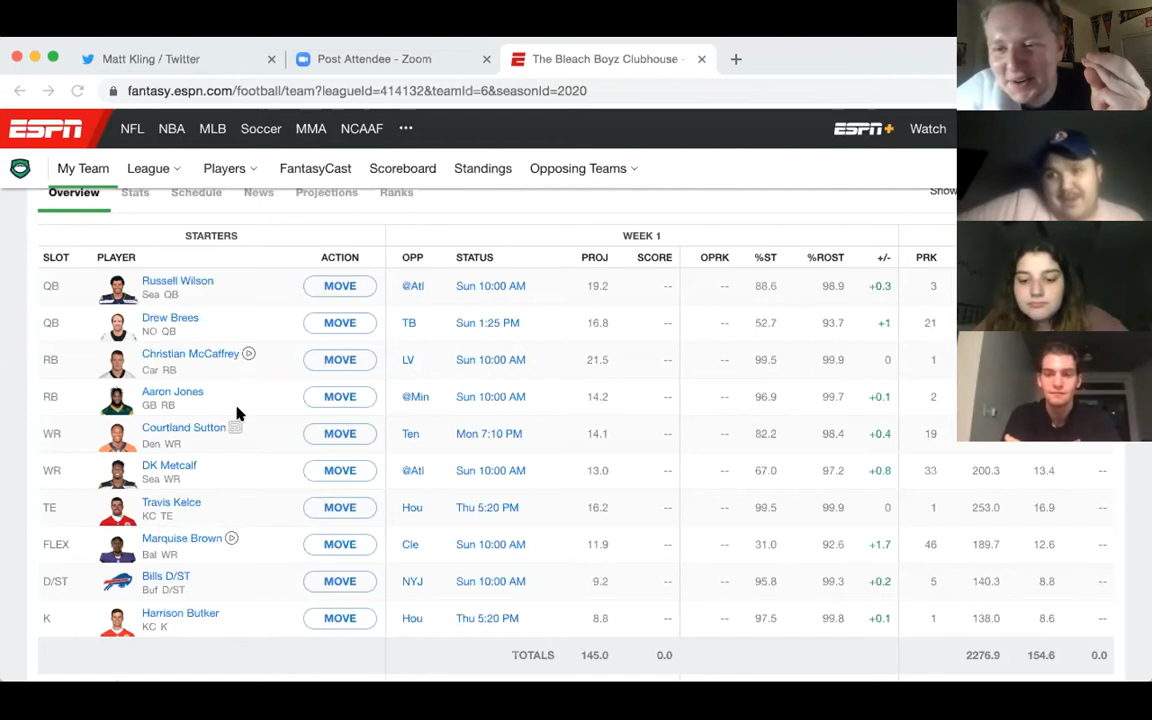 Matt Kling / Twitter
Post Attendee - Zoom
The Bleach Boyz Clubhouse -
fantasy.espn.com/football/team?leagueId=414132&teamId=6&seasonId=2020
ESPN NFL NBA MLB Soccer MMA NCAAF ••• ESPN+ Watch
My Team League Players FantasyCast Scoreboard Standings Opposing Teams
Overview Stats Schedule News Projections Ranks Show
STARTERS WEEK 1
SLOT PLAYER ACTION OPP STATUS PROJ SCORE OPRK %ST %ROST +/- PRK
QB Russell Wilson MOVE @Atl Sun 10:00 AM 19.2 -- -- 88.6 98.9 +0.3 3
Sea QB
QB Drew Brees MOVE TB Sun 1:25 PM 16.8 -- -- 52.7 93.7 +1 21
NO QB
RB Christian McCaffrey MOVE LV Sun 10:00 AM 21.5 -- -- 99.5 99.9 0 1
Car RB
RB Aaron Jones MOVE @Min Sun 10:00 AM 14.2 -- -- 96.9 99.7 +0.1 2
GB RB
WR Courtland Sutton MOVE Ten Mon 7:10 PM 14.1 -- -- 82.2 98.4 +0.4 19
Den WR
WR DK Metcalf MOVE @Atl Sun 10:00 AM 13.0 -- -- 67.0 97.2 +0.8 33 200.3 13.4 --
Sea WR
TE Travis Kelce MOVE Hou Thu 5:20 PM 16.2 -- -- 99.5 99.9 0 1 253.0 16.9 --
KC TE
FLEX Marquise Brown MOVE Cle Sun 10:00 AM 11.9 -- -- 31.0 92.6 +1.7 46 189.7 12.6 --
Bal WR
D/ST Bills D/ST MOVE NYJ Sun 10:00 AM 9.2 -- -- 95.8 99.3 +0.2 5 140.3 8.8 --
Buf D/ST
K Harrison Butker MOVE Hou Thu 5:20 PM 8.8 -- -- 97.5 99.8 +0.1 1 138.0 8.6 --
KC K
TOTALS 145.0 0.0 2276.9 154.6 0.0